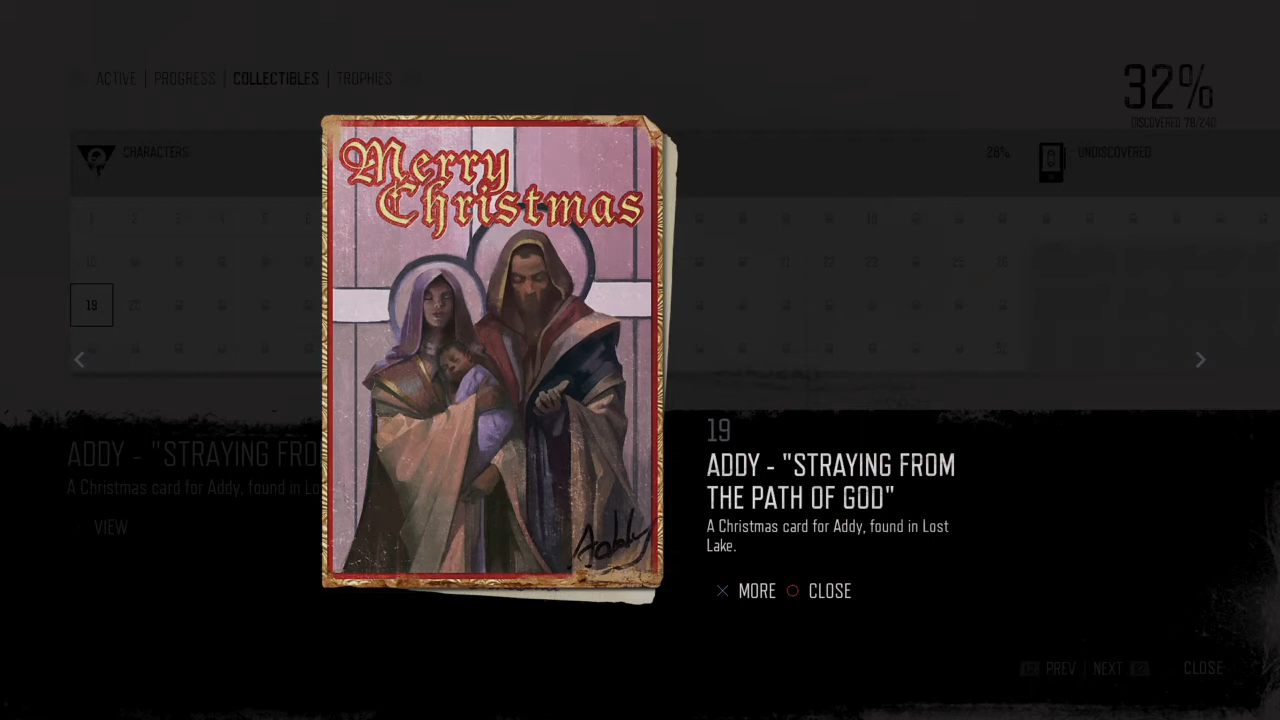 ACTIVE | PROGRESS | COLLECTIBLES | TROPHIES
32%
DISCOVERED 78/240
CHARACTERS
28%
UNDISCOVERED
Merry
Christmas
Addy
19
ADDY - "STRAYING FRO
A Christmas card for Addy, found in Lo
VIEW
19
ADDY - "STRAYING FROM
THE PATH OF GOD"
A Christmas card for Addy, found in Lost
Lake.
MORE CLOSE
PREV | NEXT CLOSE